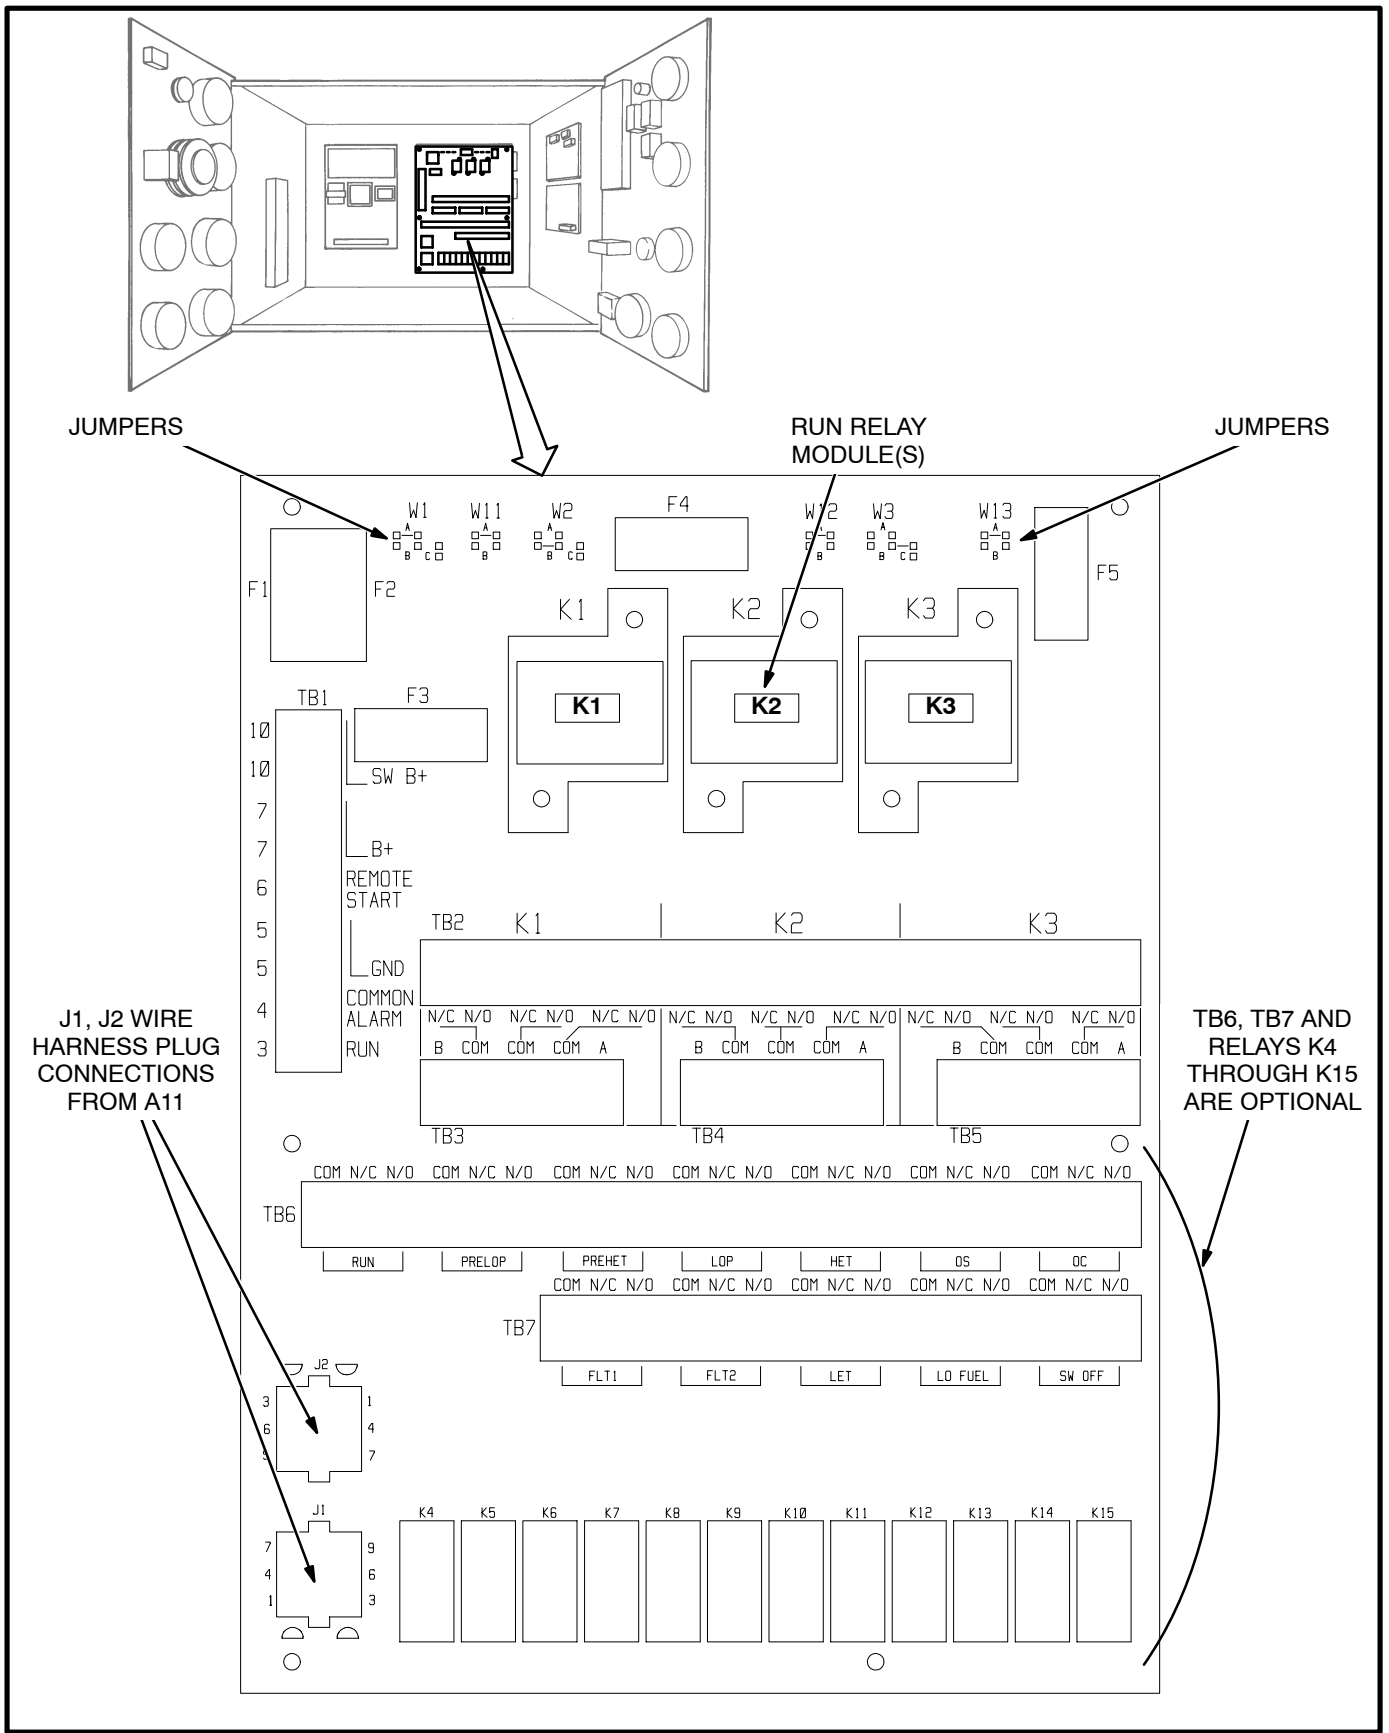 JUMPERS
RUN RELAY
MODULE(S)
JUMPERS
W1
W11
W2
F4
W12
W3
W13
A
A
A
A
A
A
B
C
B
B
C
B
B
C
B
F1
F2
F5
K1
K2
K3
K1
K2
K3
TB1
F3
10
10
SW B+
7
7
B+
6
REMOTE
START
5
5
GND
4
COMMON
ALARM
3
RUN
TB2
K1
K2
K3
N/C N/O N/C N/O N/C N/O N/C N/O N/C N/O N/C N/O N/C N/O N/C N/O N/C N/O
B COM COM COM A B COM COM COM A B COM COM COM A
TB3
TB4
TB5
J1, J2 WIRE
HARNESS PLUG
CONNECTIONS
FROM A11
TB6, TB7 AND
RELAYS K4
THROUGH K15
ARE OPTIONAL
COM N/C N/O COM N/C N/O COM N/C N/O COM N/C N/O COM N/C N/O COM N/C N/O COM N/C N/O
TB6
RUN PRELOP PREHET LOP HET OS OC
COM N/C N/O COM N/C N/O COM N/C N/O COM N/C N/O COM N/C N/O
TB7
FLT1 FLT2 LET LO FUEL SW OFF
J2
3 1
6 4
9 7
J1
7 9
4 6
1 3
K4 K5 K6 K7 K8 K9 K10 K11 K12 K13 K14 K15